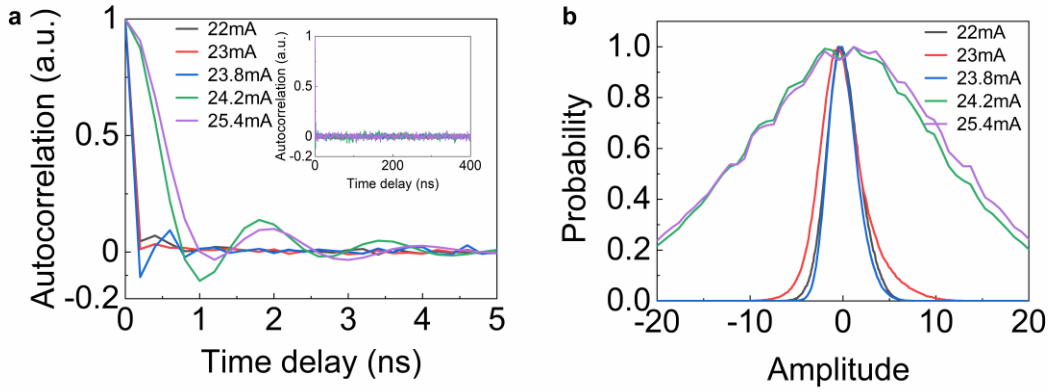 a
Autocorrelation (a.u.)
1
0.5
0
-0.2
0
1
2
3
4
5
Time delay (ns)
22mA
23mA
23.8mA
24.2mA
25.4mA
Autocorrelation (a.u.)
1
0.5
0
-0.2
0
200
400
Time delay (ns)
b
Probability
1.0
0.8
0.6
0.4
0.2
0.0
-20
-10
0
10
20
Amplitude
22mA
23mA
23.8mA
24.2mA
25.4mA